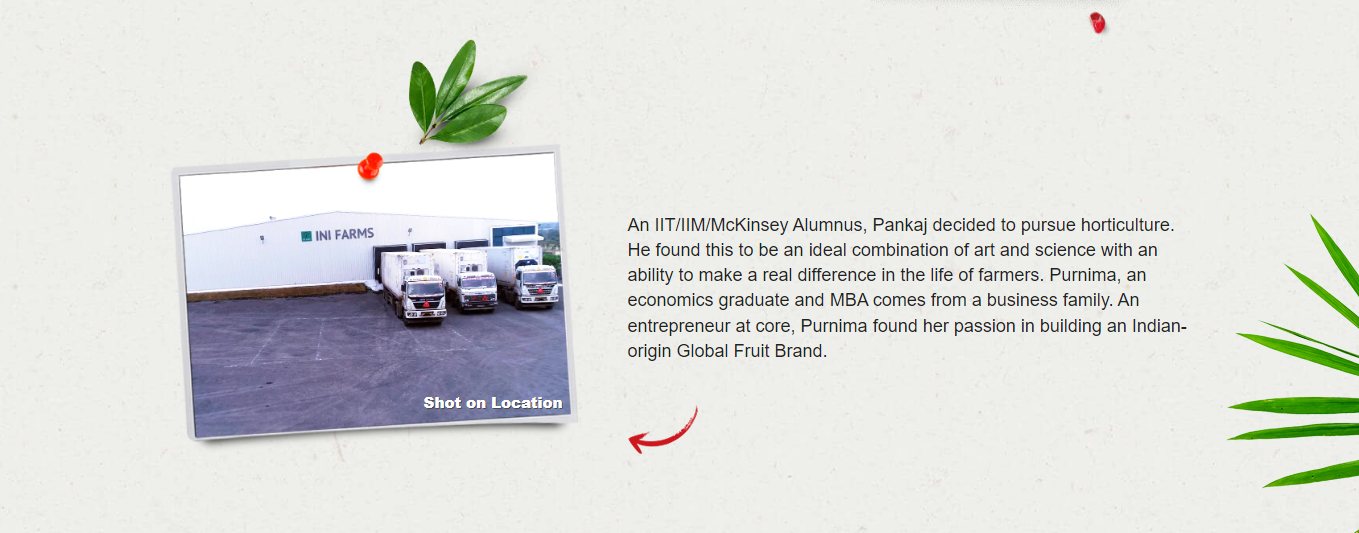 INI FARMS
Shot on Location
An IIT/IIM/McKinsey Alumnus, Pankaj decided to pursue horticulture.
He found this to be an ideal combination of art and science with an
ability to make a real difference in the life of farmers. Purnima, an
economics graduate and MBA comes from a business family. An
entrepreneur at core, Purnima found her passion in building an Indian-
origin Global Fruit Brand.